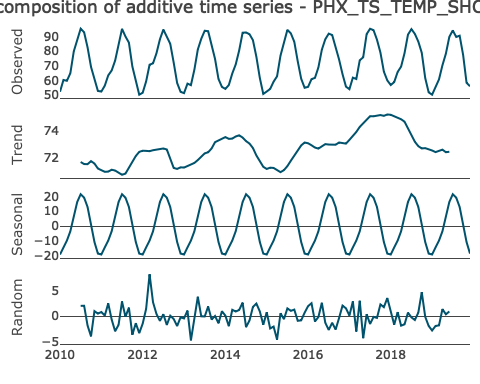 composition of additive time series - PHX_TS_TEMP_SHO
Observed
90
80
70
60
50
Trend
74
72
Seasonal
20
10
0
−10
−20
Random
5
0
−5
2010 2012 2014 2016 2018